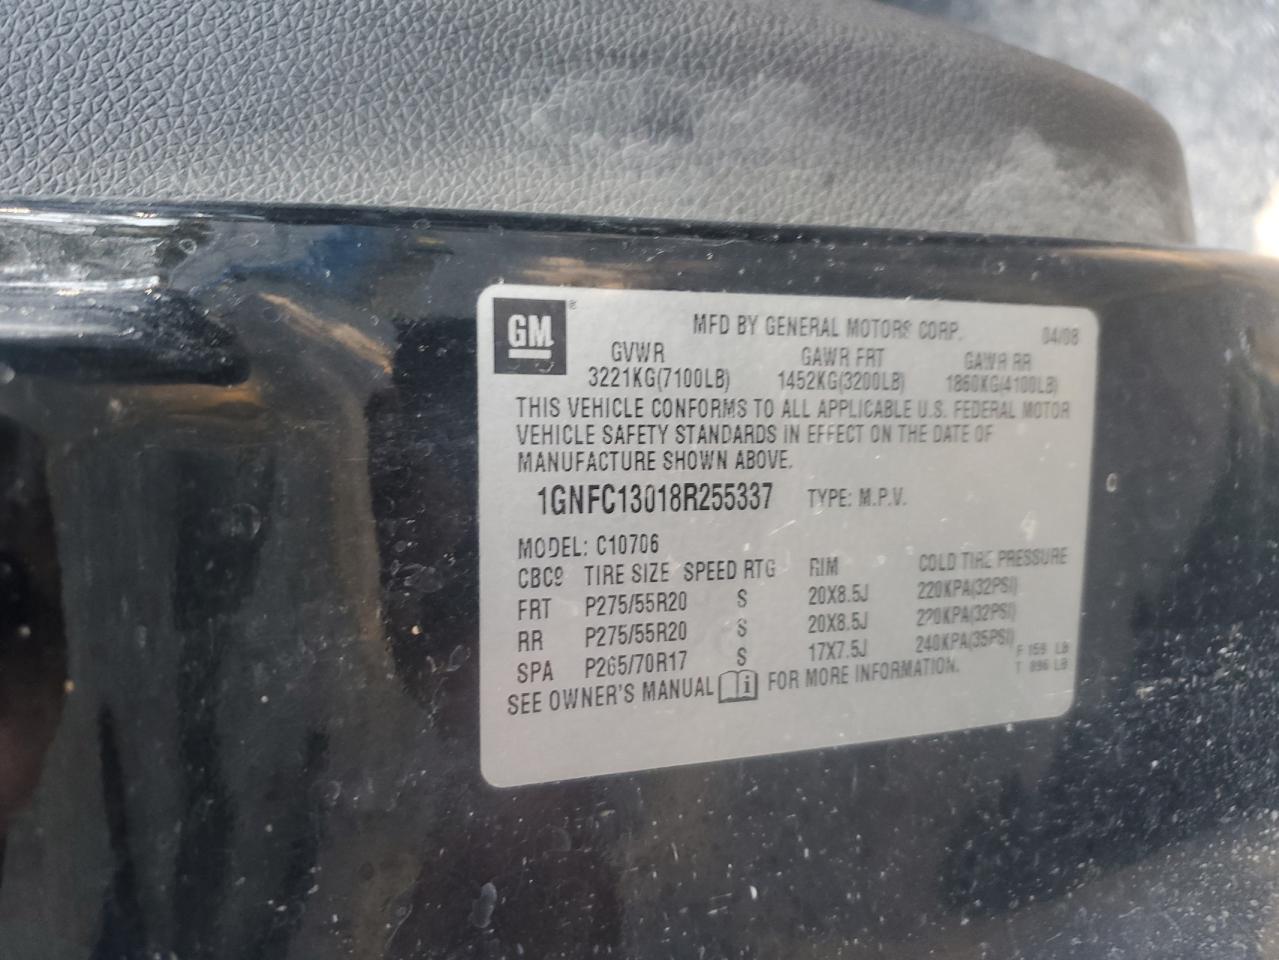 GM ® MFD BY GENERAL MOTORS CORP. 04/08
GVWR GAWR FRT GAWR RR
3221KG(7100LB) 1452KG(3200LB) 1860KG(4100LB)
THIS VEHICLE CONFORMS TO ALL APPLICABLE U.S. FEDERAL MOTOR
VEHICLE SAFETY STANDARDS IN EFFECT ON THE DATE OF
MANUFACTURE SHOWN ABOVE.
1GNFC13018R255337 TYPE: M.P.V.
MODEL: C10706
TIRE SIZE SPEED RTG RIM COLD TIRE PRESSURE
FRT P275/55R20 S 20X8.5J 220KPA(32PSI)
RR P275/55R20 S 20X8.5J 220KPA(32PSI)
SPA P265/70R17 S 17X7.5J 240KPA(35PSI) F 159 LB
T 896 LB
SEE OWNER'S MANUAL i FOR MORE INFORMATION.